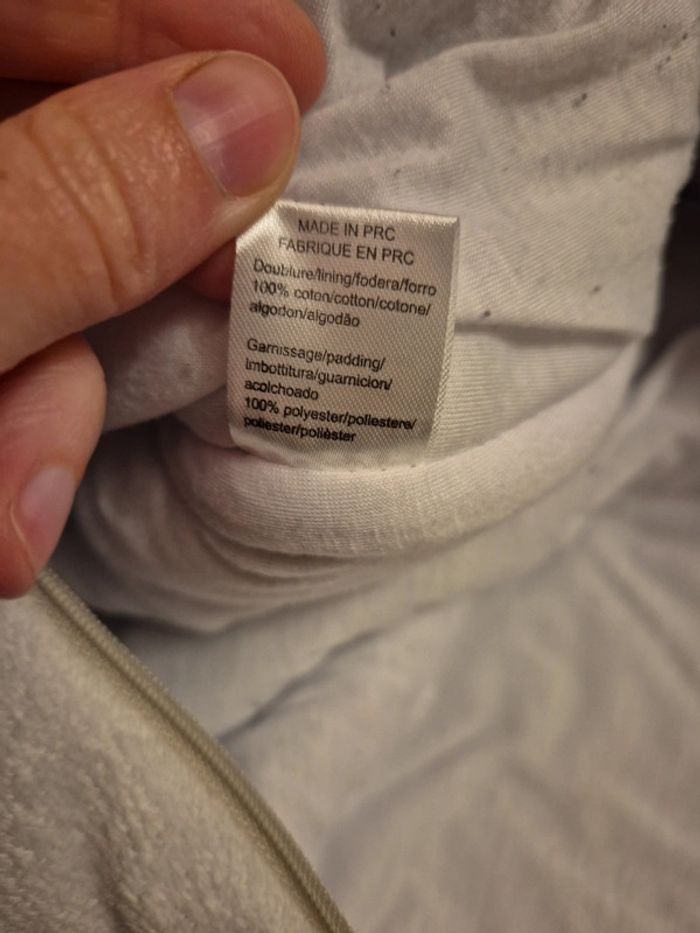 MADE IN PRC
FABRIQUE EN PRC
Doublure/lining/fodera/forro
100% coton/cotton/cotone/
algodon/algodão
Garnissage/padding/
Imbottitura/guarnicion/
acolchoado
100% polyester/poliestere/
poliester/poliéster